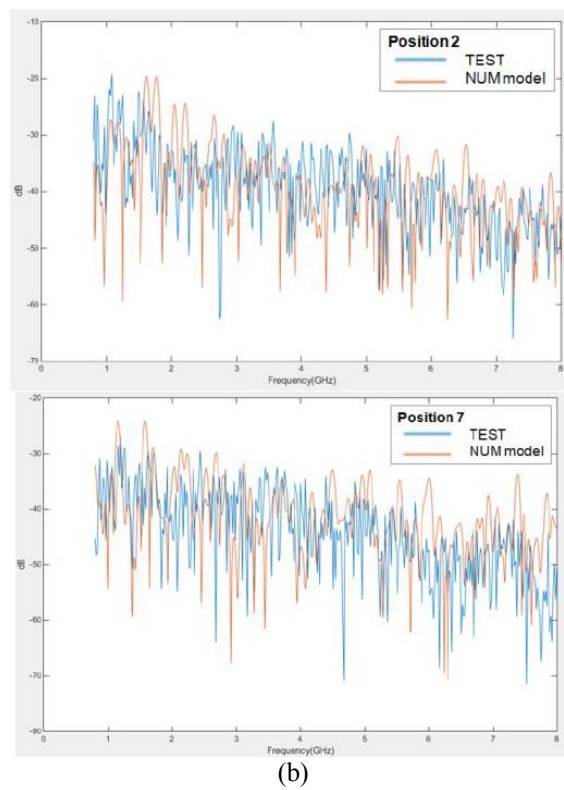 -10
Position 2
TEST
NUM model
-20
-30
dB
-40
-50
-60
-70
0 1 2 3 4 5 6 7 8
Frequency(GHz)
-20
Position 7
TEST
NUM model
-30
-40
dB
-50
-60
-70
-80
0 1 2 3 4 5 6 7 8
Frequency(GHz)
(b)